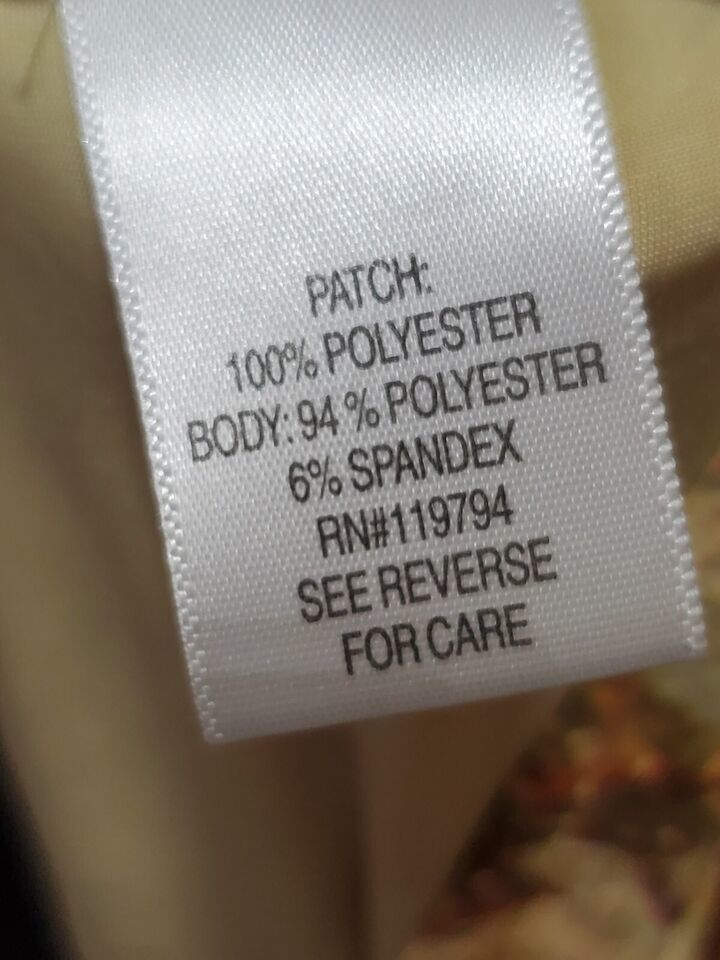 PATCH:
100% POLYESTER
BODY: 94 % POLYESTER
6% SPANDEX
RN#119794
SEE REVERSE
FOR CARE